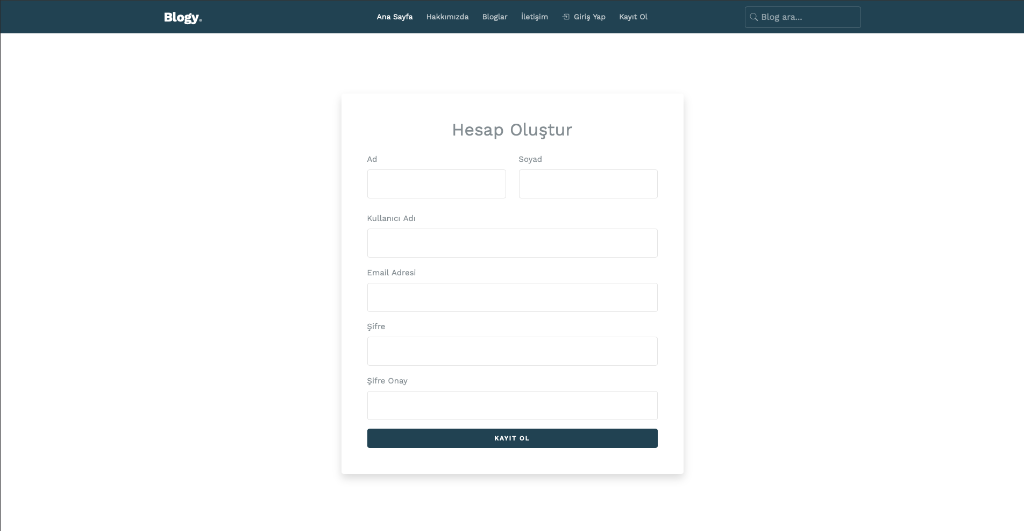 Blogy. Ana Sayfa Hakkımızda Bloglar İletişim Giriş Yap Kayıt Ol Blog ara...
Hesap Oluştur
Ad Soyad
Kullanıcı Adı
Email Adresi
Şifre
Şifre Onay
KAYIT OL